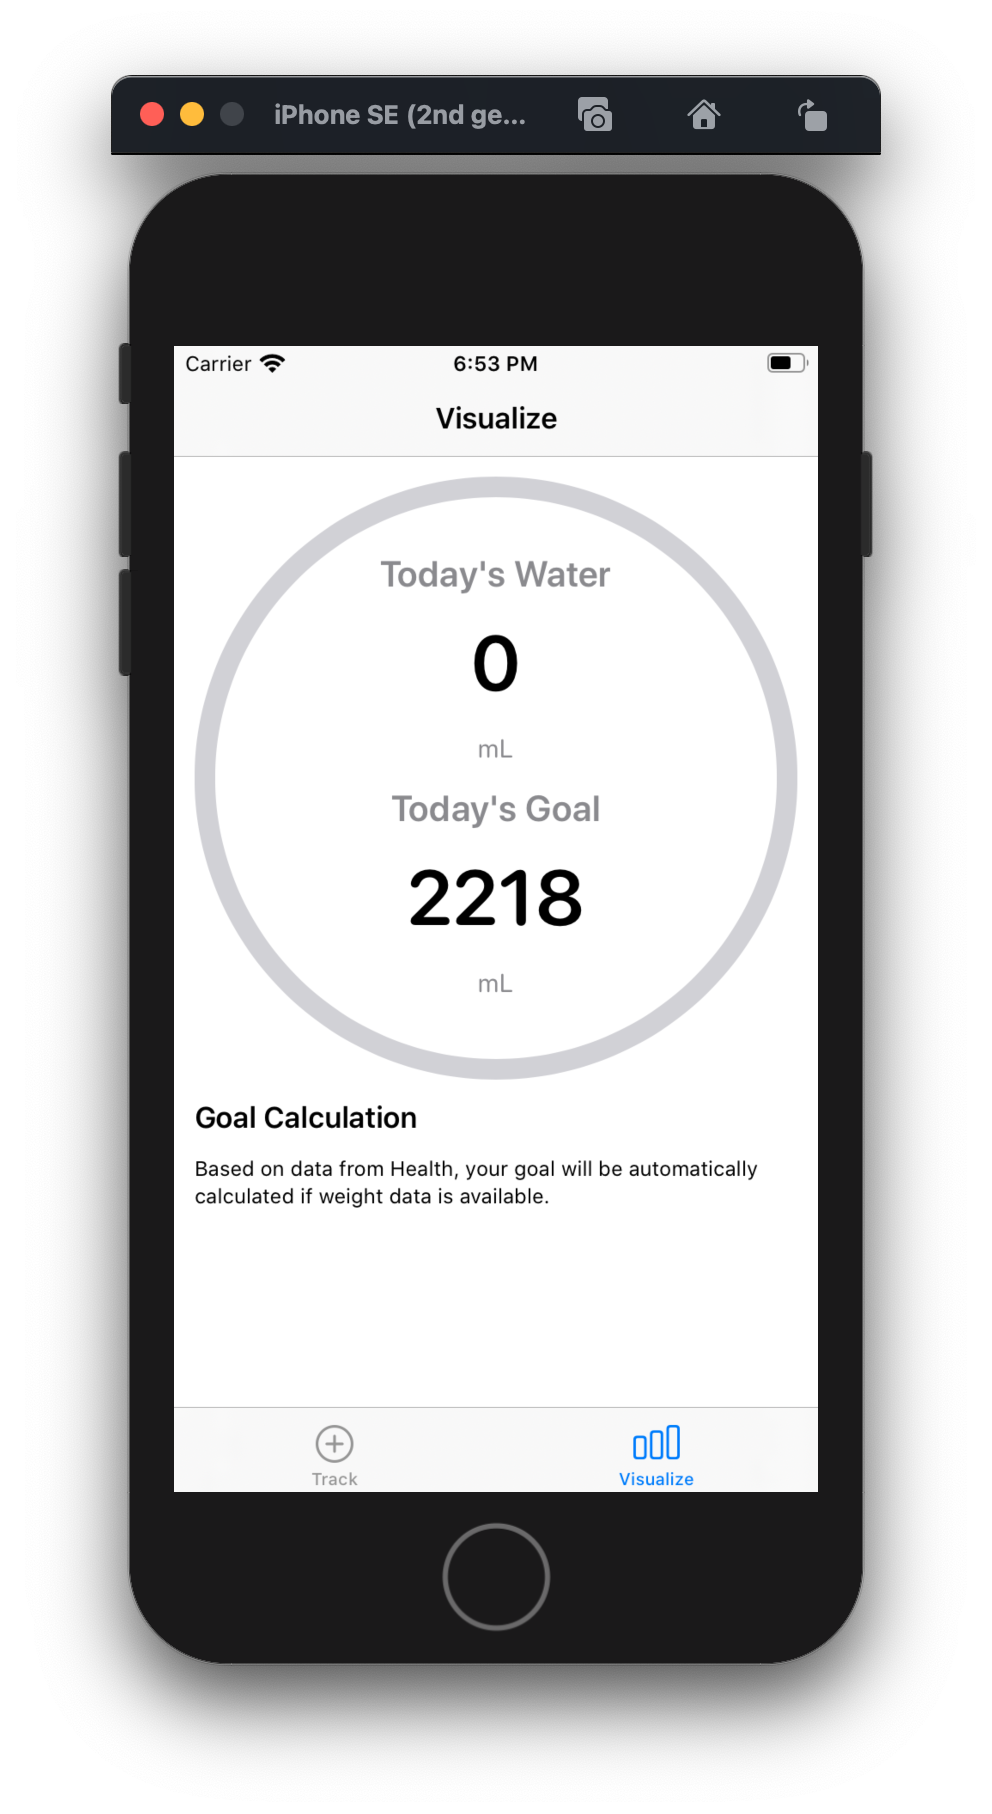 iPhone SE (2nd ge...
Carrier
6:53 PM
Visualize
Today's Water
0
mL
Today's Goal
2218
mL
Goal Calculation
Based on data from Health, your goal will be automatically
calculated if weight data is available.
Track
Visualize